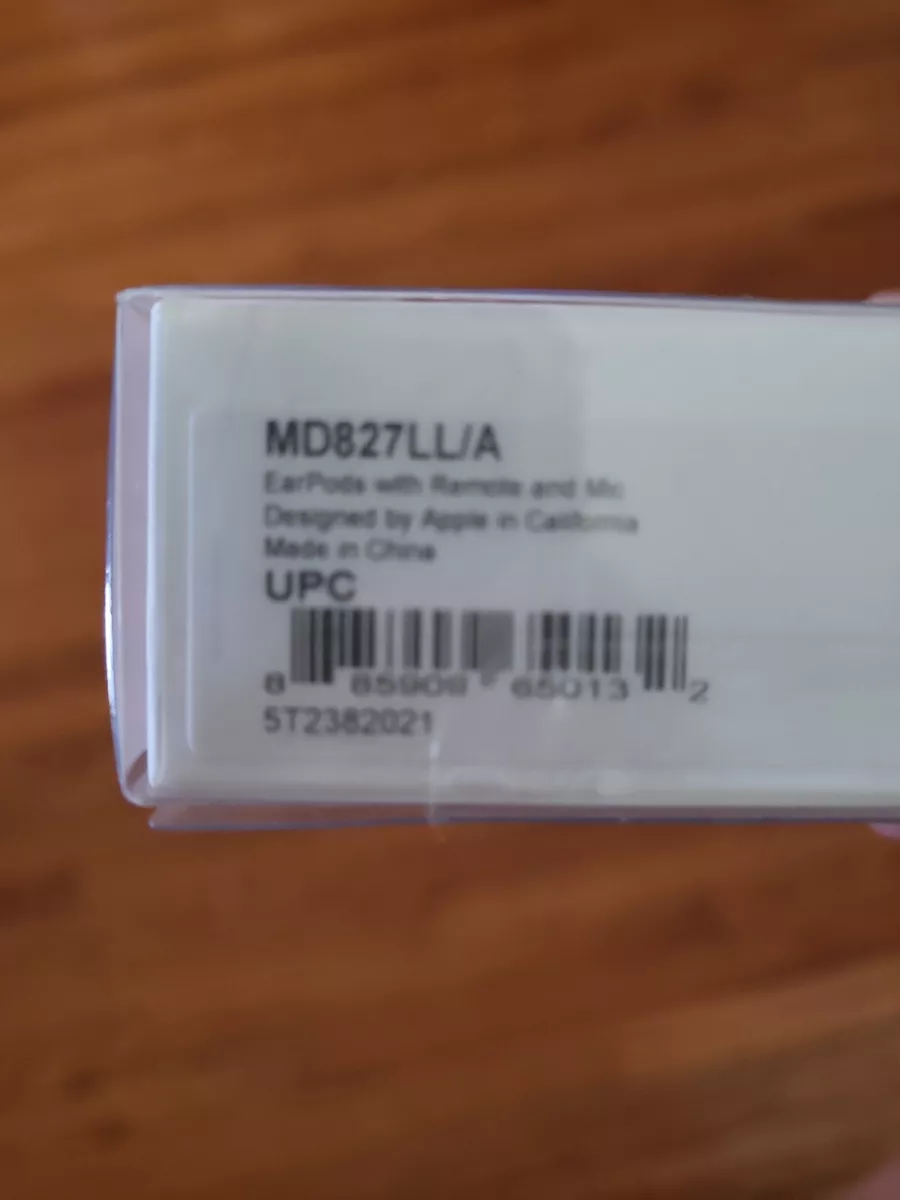 MD827LL/A
EarPods with Remote and Mic
Designed by Apple in California
Made in China
UPC
8 85909 65013 2
5T2382021